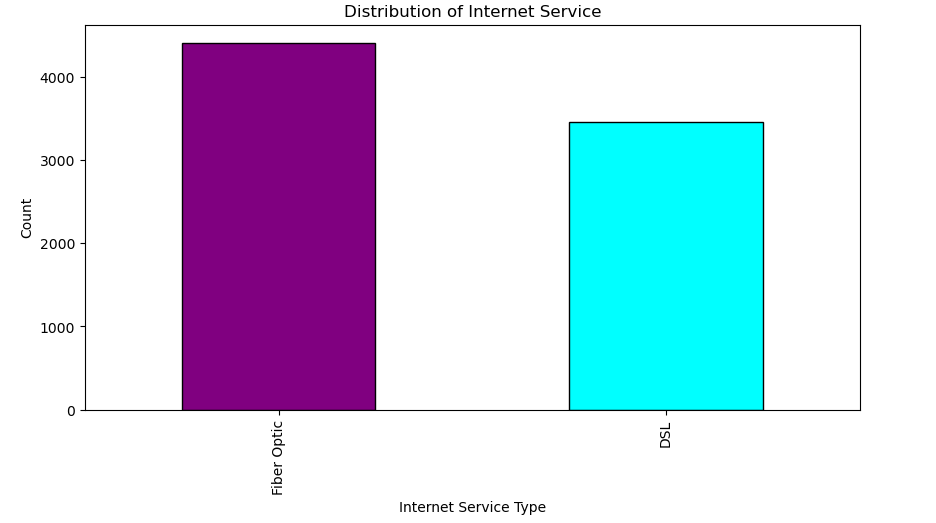 Distribution of Internet Service
4000
3000
2000
1000
0
Count
Fiber Optic
DSL
Internet Service Type